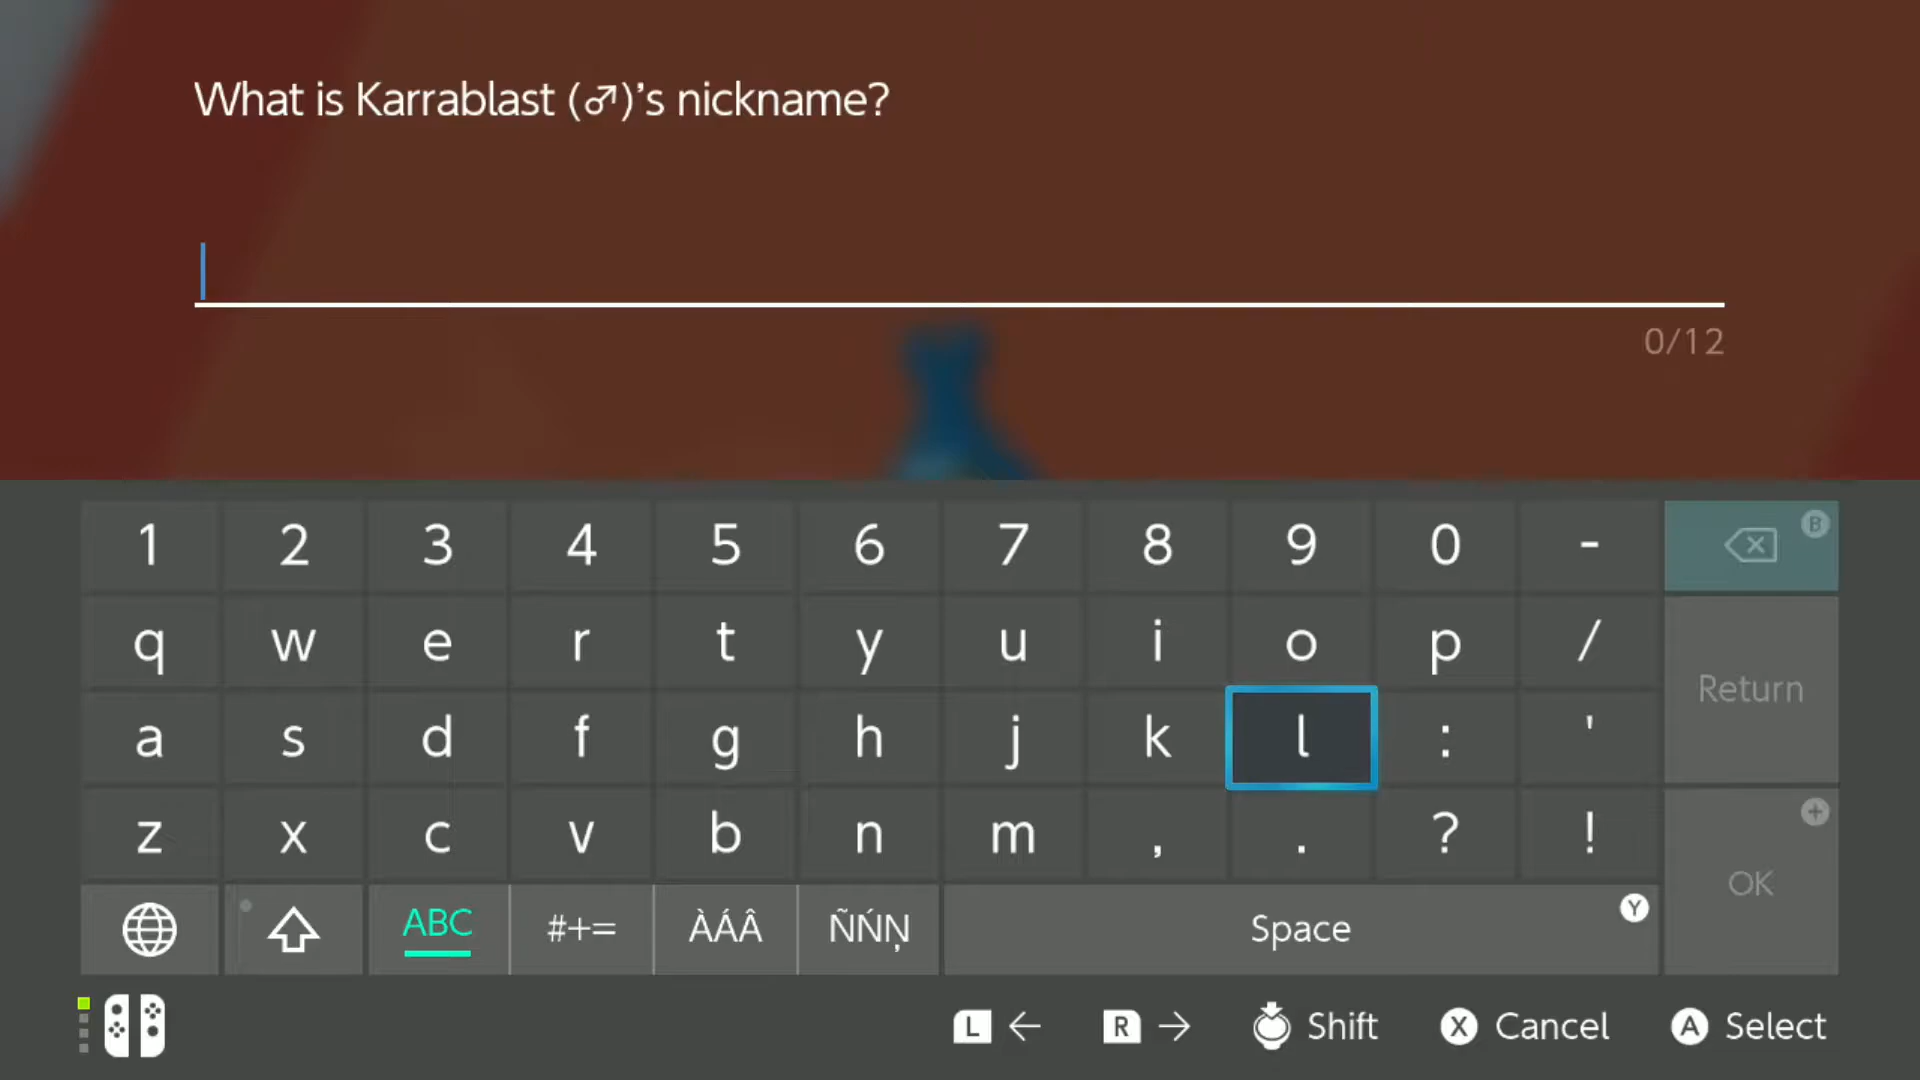 What is Karrablast (♂)'s nickname?
0/12
1 2 3 4 5 6 7 8 9 0 - B
q w e r t y u i o p /
Return
a s d f g h j k l : '
z x c v b n m , . ? !
OK
ABC #+= ÀÁÂ ÑŃŅ Space Y
L ← R → Shift X Cancel A Select